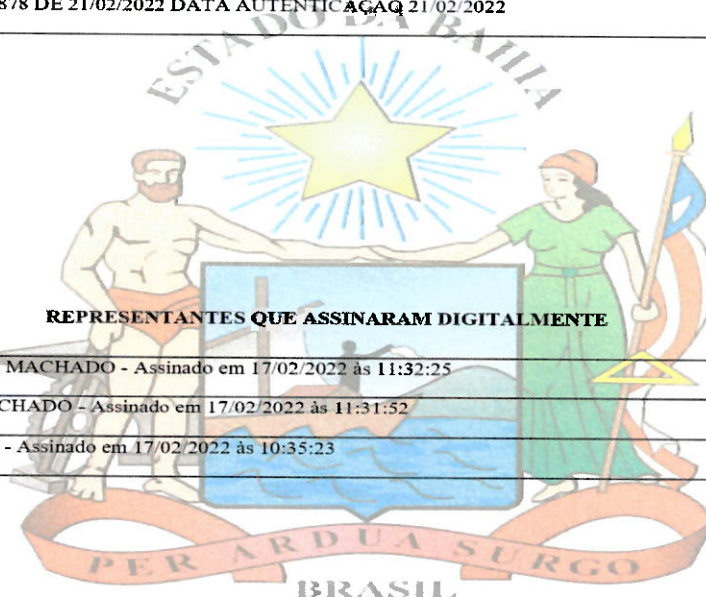 878 DE 21/02/2022 DATA AUTENTICAÇÃO 21/02/2022
ESTADO DA BAHIA
REPRESENTANTES QUE ASSINARAM DIGITALMENTE
MACHADO - Assinado em 17/02/2022 às 11:32:25
CHADO - Assinado em 17/02/2022 às 11:31:52
- Assinado em 17/02/2022 às 10:35:23
PER ARDUA SURGO
BRASIL